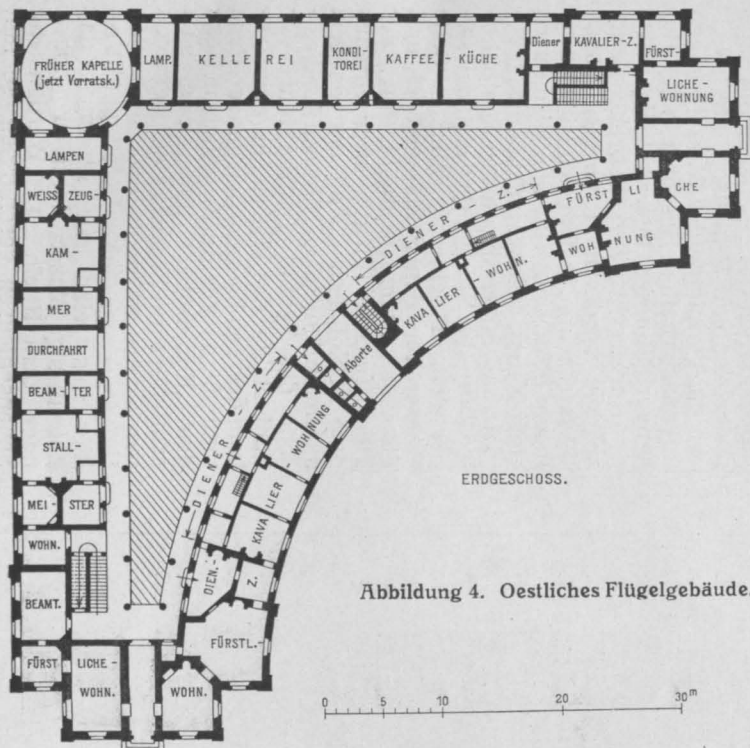 FRÜHER KAPELLE
(jetzt Vorratsk.)
LAMP.
KELLE REI
KONDI-
TOREI
KAFFEE - KÜCHE
Diener
KAVALIER-Z.
FÜRST-
LICHE-
WOHNUNG
LAMPEN
WEISS ZEUG-
KAM-
MER
DURCHFAHRT
BEAM- TER
STALL-
MEI- STER
WOHN.
BEAMT.
FÜRST LICHE-
WOHN.
WOHN.
FÜRSTL.-
DIEN.- Z.
DIENER - Z.
KAVA LIER - WOHNUNG
Aborte
DIENER - Z.
KAVA LIER - WOHN.
FÜRST LI CHE
WOH NUNG
ERDGESCHOSS.
Abbildung 4. Oestliches Flügelgebäude.
0 5 10 20 30 m